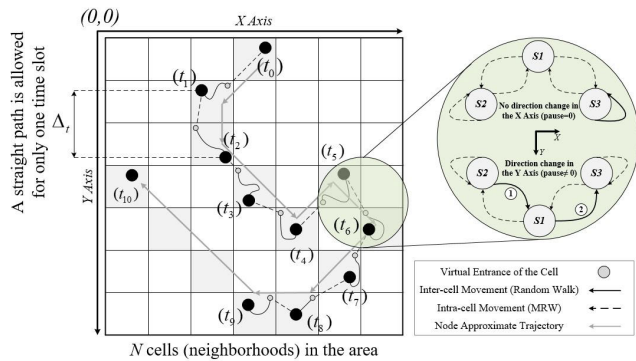 (0,0)
X Axis
A straight path is allowed
for only one time slot
Δt
Y Axis
(t0)
(t1)
(t2)
(t3)
(t4)
(t5)
(t6)
(t7)
(t8)
(t9)
(t10)
N cells (neighborhoods) in the area
S1
S2
S3
No direction change in
the X Axis (pause=0)
X
Y
Direction change in
the Y Axis (pause≠ 0)
S2
S3
1
S1
2
Virtual Entrance of the Cell
Inter-cell Movement (Random Walk)
Intra-cell Movement (MRW)
Node Approximate Trajectory